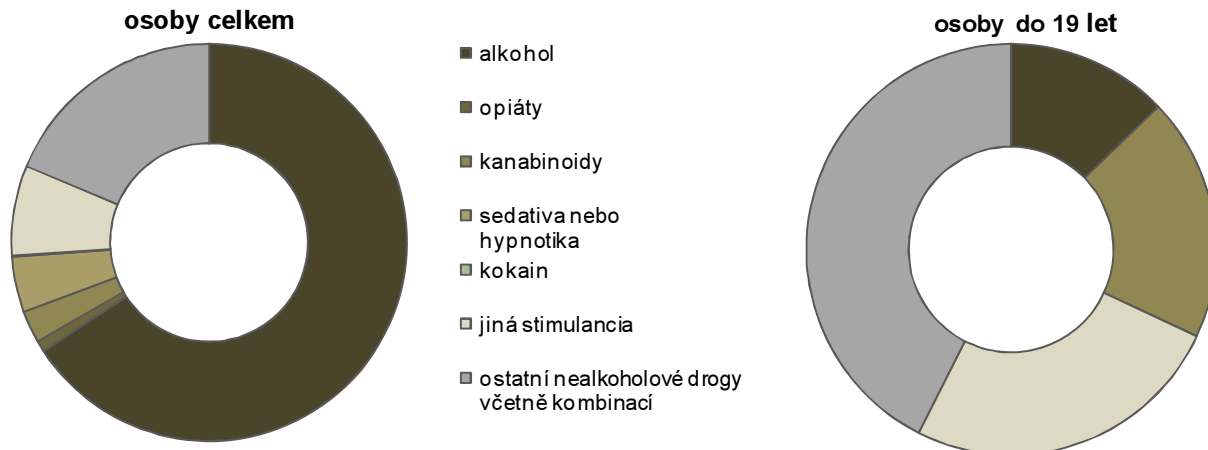 osoby celkem
alkohol
opiáty
kanabinoidy
sedativa nebo
hypnotika
kokain
jiná stimulancia
ostatní nealkoholové drogy
včetně kombinací
osoby do 19 let